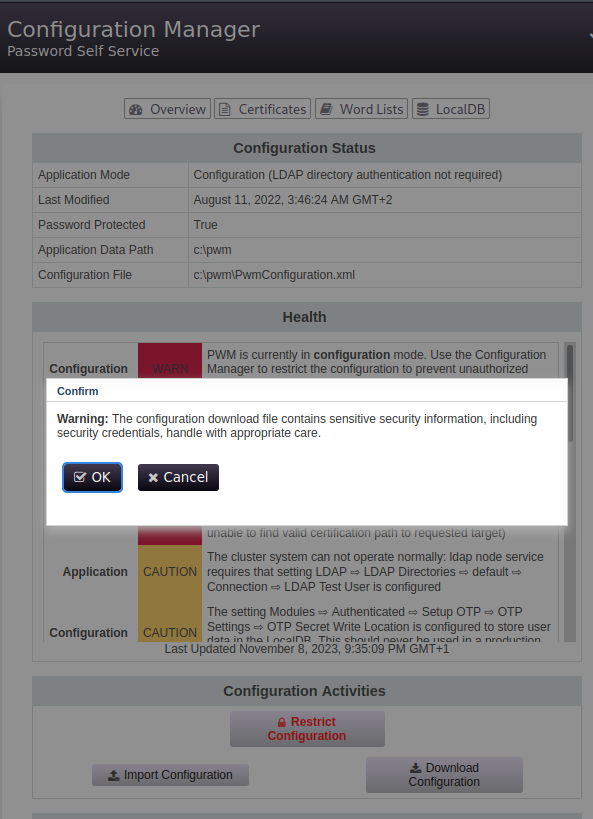 Configuration Manager
Password Self Service
Overview Certificates Word Lists LocalDB
Configuration Status
Application Mode Configuration (LDAP directory authentication not required)
Last Modified August 11, 2022, 3:46:24 AM GMT+2
Password Protected True
Application Data Path c:\pwm
Configuration File c:\pwm\PwmConfiguration.xml
Health
PWM is currently in configuration mode. Use the Configuration
Configuration WARN Manager to restrict the configuration to prevent unauthorized
Confirm
Warning: The configuration download file contains sensitive security information, including
security credentials, handle with appropriate care.
OK Cancel
unable to find valid certification path to requested target)
The cluster system can not operate normally: ldap node service
Application CAUTION requires that setting LDAP ⇨ LDAP Directories ⇨ default ⇨
Connection ⇨ LDAP Test User is configured
The setting Modules ⇨ Authenticated ⇨ Setup OTP ⇨ OTP
Configuration CAUTION Settings ⇨ OTP Secret Write Location is configured to store user
data in the LocalDB. This should never be used in a production
Last Updated November 8, 2023, 9:35:09 PM GMT+1
Configuration Activities
Restrict
Configuration
Import Configuration
Download
Configuration